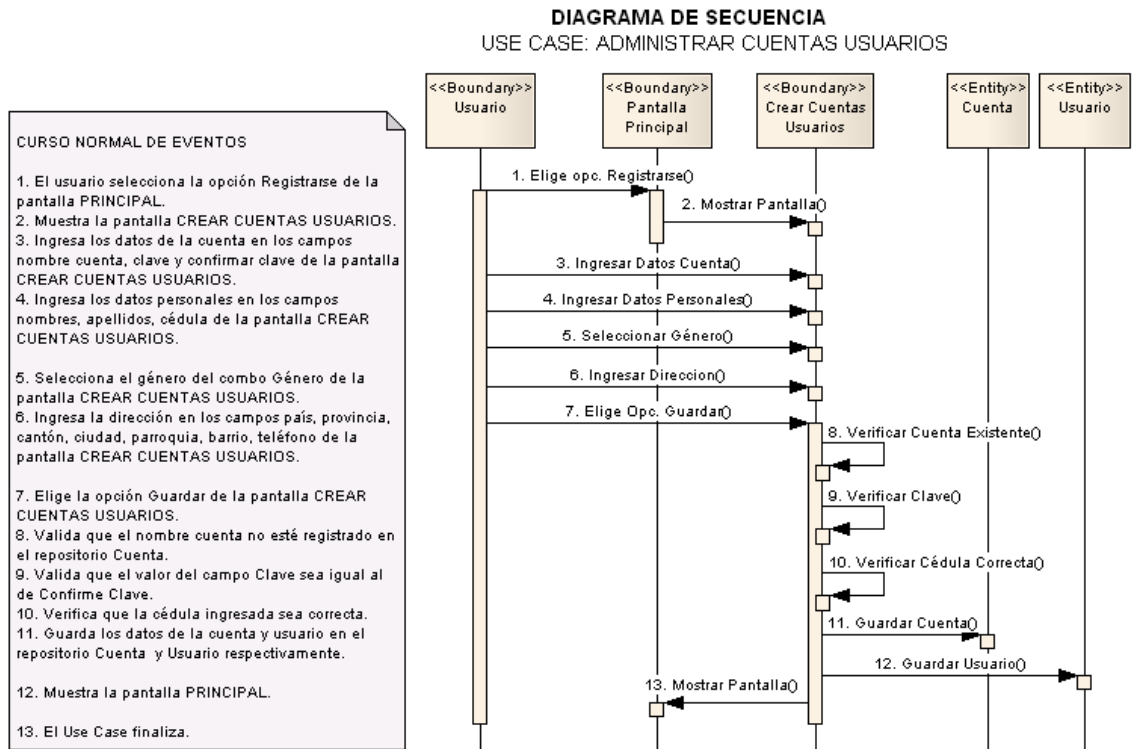 DIAGRAMA DE SECUENCIA
USE CASE: ADMINISTRAR CUENTAS USUARIOS
CURSO NORMAL DE EVENTOS
1. El usuario selecciona la opción Registrarse de la
pantalla PRINCIPAL.
2. Muestra la pantalla CREAR CUENTAS USUARIOS.
3. Ingresa los datos de la cuenta en los campos
nombre cuenta, clave y confirmar clave de la pantalla
CREAR CUENTAS USUARIOS.
4. Ingresa los datos personales en los campos
nombres, apellidos, cédula de la pantalla CREAR
CUENTAS USUARIOS.
5. Selecciona el género del combo Género de la
pantalla CREAR CUENTAS USUARIOS.
6. Ingresa la dirección en los campos país, provincia,
cantón, ciudad, parroquia, barrio, teléfono de la
pantalla CREAR CUENTAS USUARIOS.
7. Elige la opción Guardar de la pantalla CREAR
CUENTAS USUARIOS.
8. Valida que el nombre cuenta no esté registrado en
el repositorio Cuenta.
9. Valida que el valor del campo Clave sea igual al
de Confirme Clave.
10. Verifica que la cédula ingresada sea correcta.
11. Guarda los datos de la cuenta y usuario en el
repositorio Cuenta y Usuario respectivamente.
12. Muestra la pantalla PRINCIPAL.
13. El Use Case finaliza.
<<Boundary>>
Usuario
<<Boundary>>
Pantalla
Principal
<<Boundary>>
Crear Cuentas
Usuarios
<<Entity>>
Cuenta
<<Entity>>
Usuario
1. Elige opc. Registrarse()
2. Mostrar Pantalla()
3. Ingresar Datos Cuenta()
4. Ingresar Datos Personales()
5. Seleccionar Género()
6. Ingresar Direccion()
7. Elige Opc. Guardar()
8. Verificar Cuenta Existente()
9. Verificar Clave()
10. Verificar Cédula Correcta()
11. Guardar Cuenta()
12. Guardar Usuario()
13. Mostrar Pantalla()